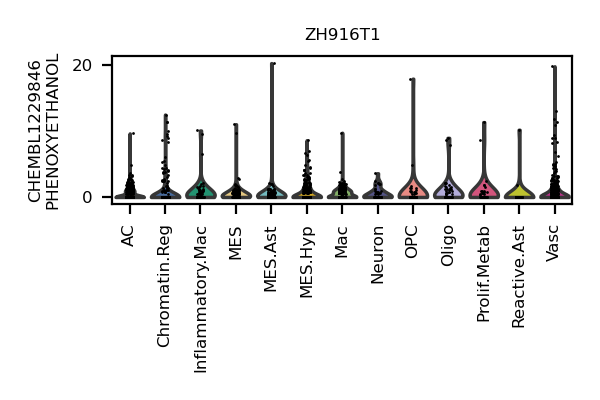 ZH916T1
CHEMBL1229846
PHENOXYETHANOL
20
0
AC
Chromatin.Reg
Inflammatory.Mac
MES
MES.Ast
MES.Hyp
Mac
Neuron
OPC
Oligo
Prolif.Metab
Reactive.Ast
Vasc